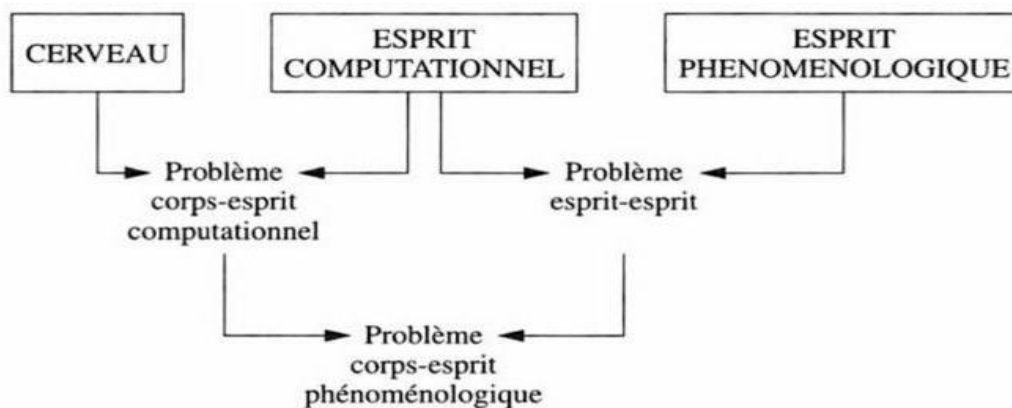 CERVEAU
ESPRIT
COMPUTATIONNEL
ESPRIT
PHENOMENOLOGIQUE
Problème
corps-esprit
computationnel
Problème
esprit-esprit
Problème
corps-esprit
phénoménologique